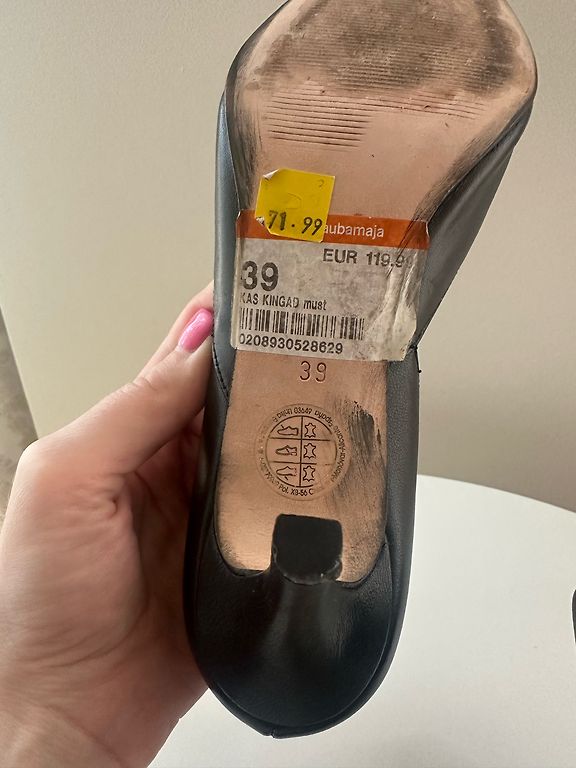 71.99
aubamaja
EUR 119.9
39
KAS KINGAD must
0208930528629
39